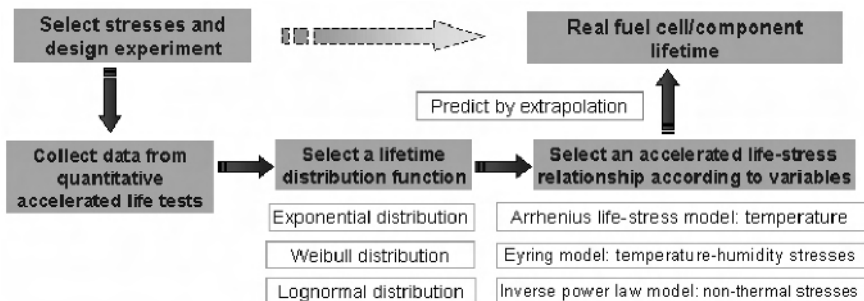 Select stresses and
design experiment
Real fuel cell/component
lifetime
Predict by extrapolation
Collect data from
quantitative
accelerated life tests
Select a lifetime
distribution function
Select an accelerated life-stress
relationship according to variables
Exponential distribution
Weibull distribution
Lognormal distribution
Arrhenius life-stress model: temperature
Eyring model: temperature-humidity stresses
Inverse power law model: non-thermal stresses